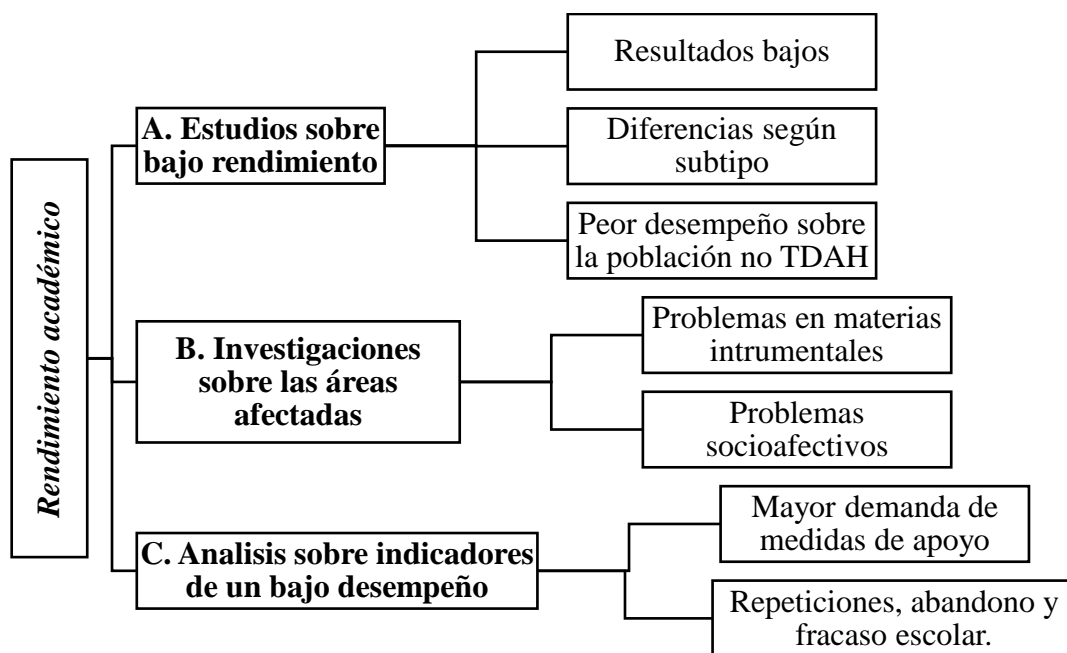 Rendimiento académico
A. Estudios sobre
bajo rendimiento
Resultados bajos
Diferencias según
subtipo
Peor desempeño sobre
la población no TDAH
B. Investigaciones
sobre las áreas
afectadas
Problemas en materias
intrumentales
Problemas
socioafectivos
C. Analisis sobre indicadores
de un bajo desempeño
Mayor demanda de
medidas de apoyo
Repeticiones, abandono y
fracaso escolar.